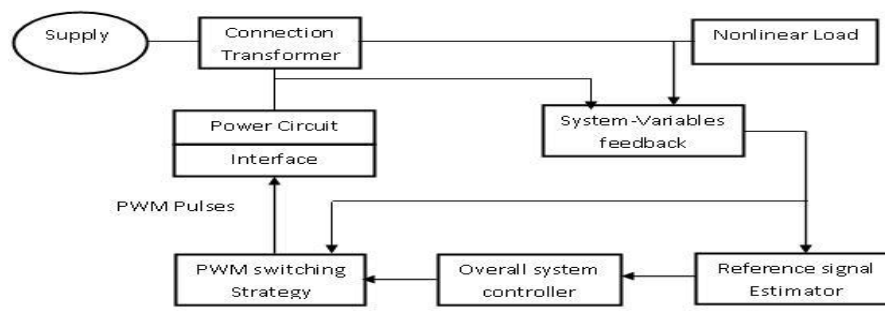 Supply
Connection
Transformer
Nonlinear Load
Power Circuit
Interface
System-Variables
feedback
PWM Pulses
PWM switching
Strategy
Overall system
controller
Reference signal
Estimator